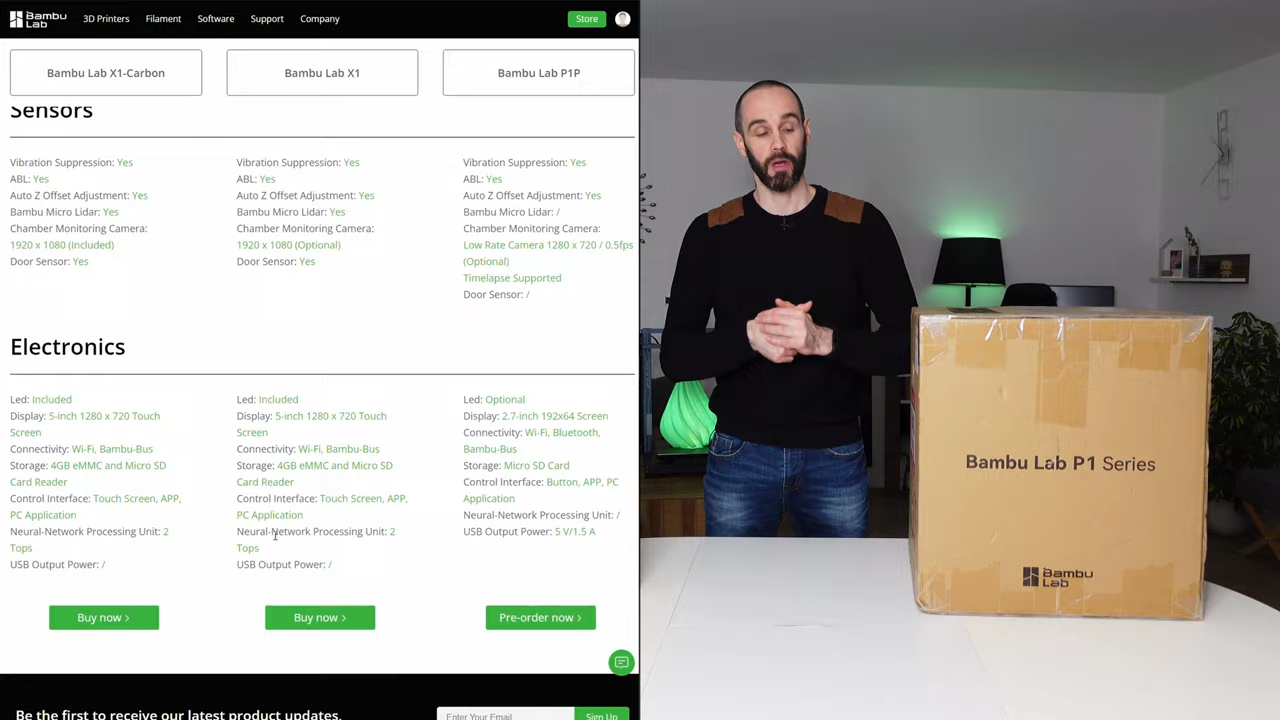 Bambu Lab
3D Printers
Filament
Software
Support
Company
Store
Bambu Lab X1-Carbon
Bambu Lab X1
Bambu Lab P1P
Sensors
Vibration Suppression: Yes
ABL: Yes
Auto Z Offset Adjustment: Yes
Bambu Micro Lidar: Yes
Chamber Monitoring Camera:
1920 x 1080 (Included)
Door Sensor: Yes
Vibration Suppression: Yes
ABL: Yes
Auto Z Offset Adjustment: Yes
Bambu Micro Lidar: Yes
Chamber Monitoring Camera:
1920 x 1080 (Optional)
Door Sensor: Yes
Vibration Suppression: Yes
ABL: Yes
Auto Z Offset Adjustment: Yes
Bambu Micro Lidar: /
Chamber Monitoring Camera:
Low Rate Camera 1280 x 720 / 0.5fps
(Optional)
Timelapse Supported
Door Sensor: /
Electronics
Led: Included
Display: 5-inch 1280 x 720 Touch
Screen
Connectivity: Wi-Fi, Bambu-Bus
Storage: 4GB eMMC and Micro SD
Card Reader
Control Interface: Touch Screen, APP,
PC Application
Neural-Network Processing Unit: 2
Tops
USB Output Power: /
Led: Included
Display: 5-inch 1280 x 720 Touch
Screen
Connectivity: Wi-Fi, Bambu-Bus
Storage: 4GB eMMC and Micro SD
Card Reader
Control Interface: Touch Screen, APP,
PC Application
Neural-Network Processing Unit: 2
Tops
USB Output Power: /
Led: Optional
Display: 2.7-inch 192x64 Screen
Connectivity: Wi-Fi, Bluetooth,
Bambu-Bus
Storage: Micro SD Card
Control Interface: Button, APP, PC
Application
Neural-Network Processing Unit: /
USB Output Power: 5 V/1.5 A
Buy now >
Buy now >
Pre-order now >
Be the first to receive our latest product updates.
Enter Your Email
Sign Up
Bambu Lab P1 Series
Bambu
Lab